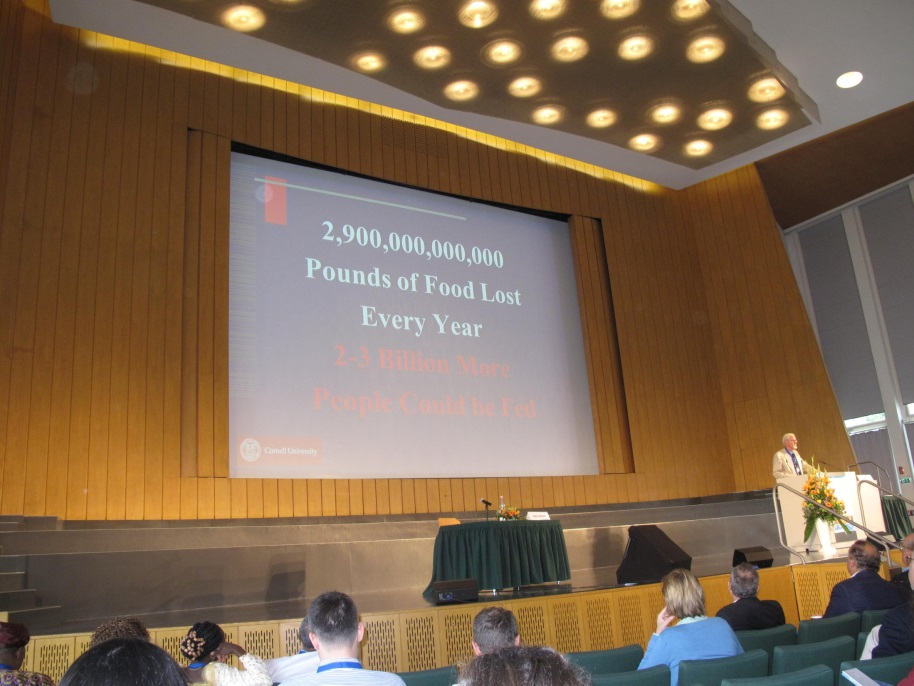 2,900,000,000,000
Pounds of Food Lost
Every Year
2-3 Billion More
People Could be Fed
Cornell University